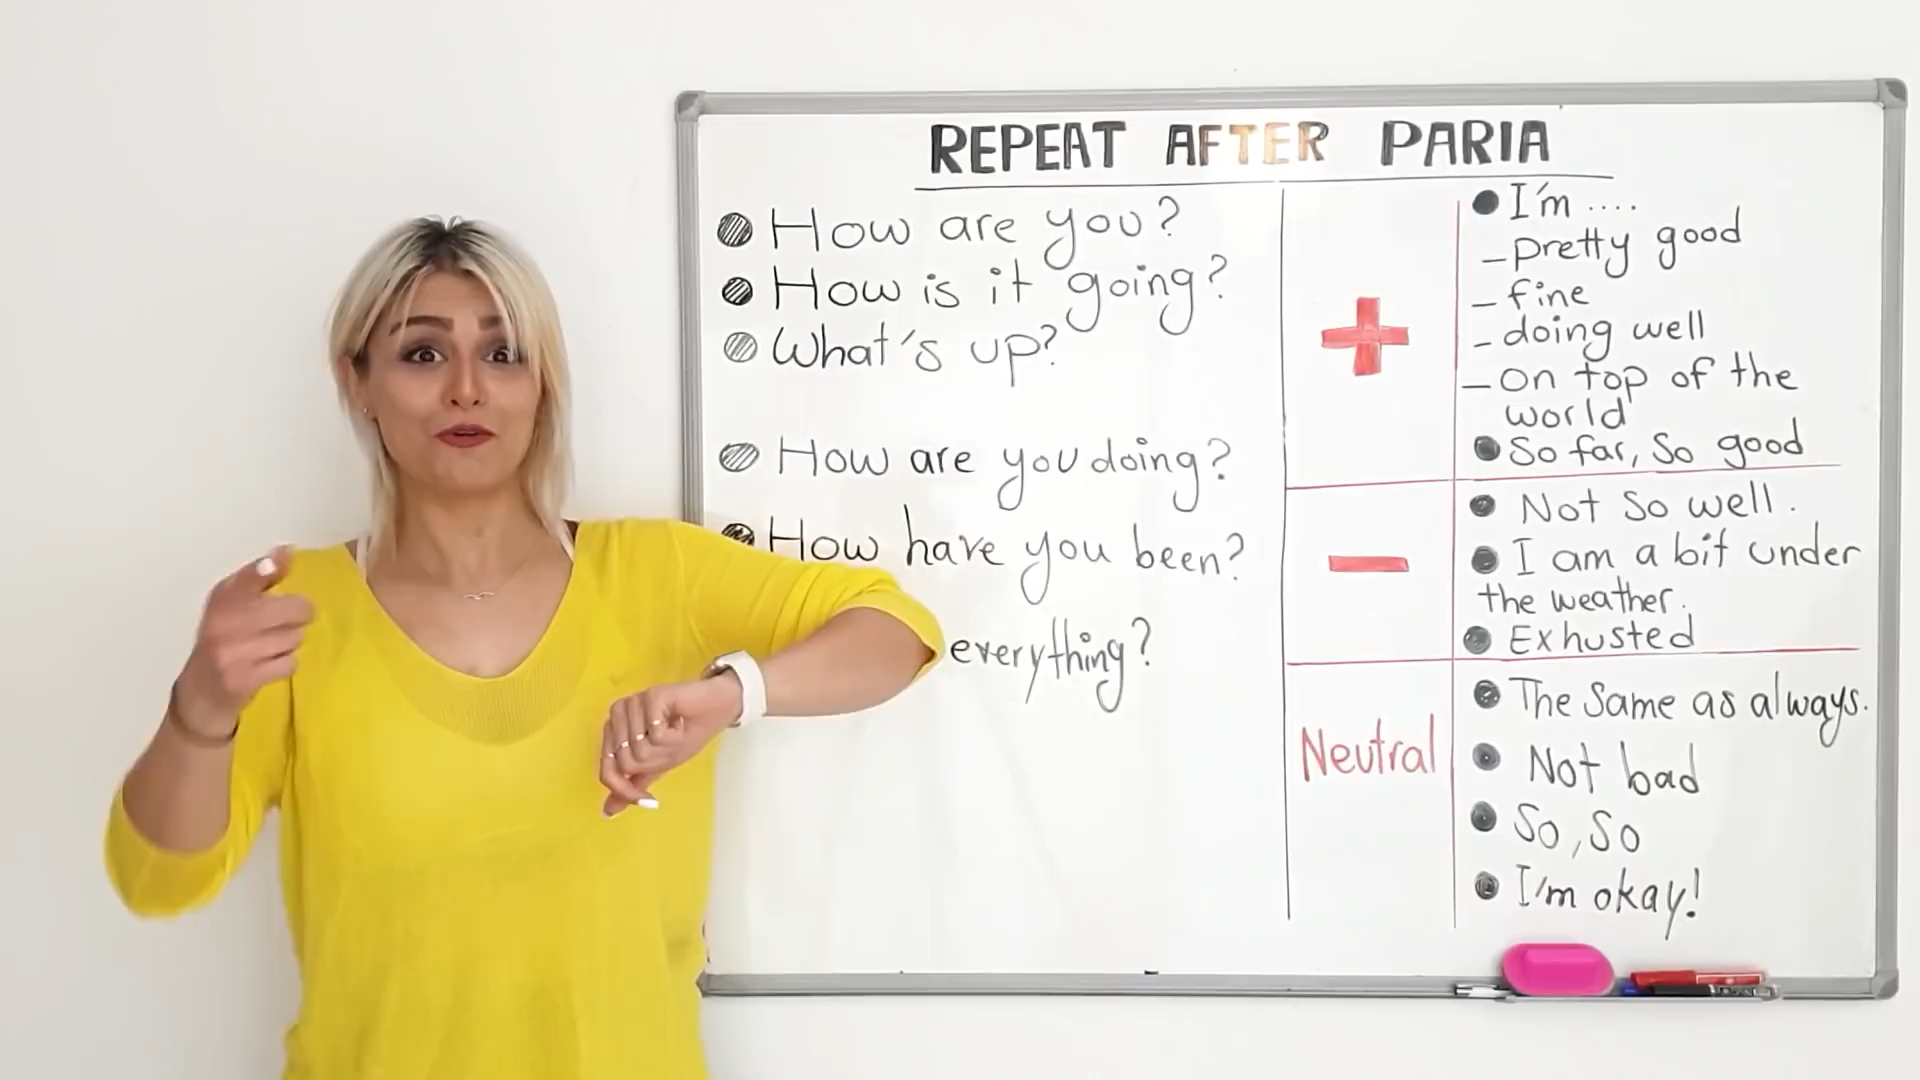 REPEAT AFTER PARIA
How are you?
How is it going?
What's up?
How are you doing?
How have you been?
everything?
+
I'm ....
- pretty good
- fine
- doing well
- on top of the
world
So far, So good
-
Not so well.
I am a bit under
the weather.
Exhusted
Neutral
The same as always.
Not bad
So, So
I'm okay!